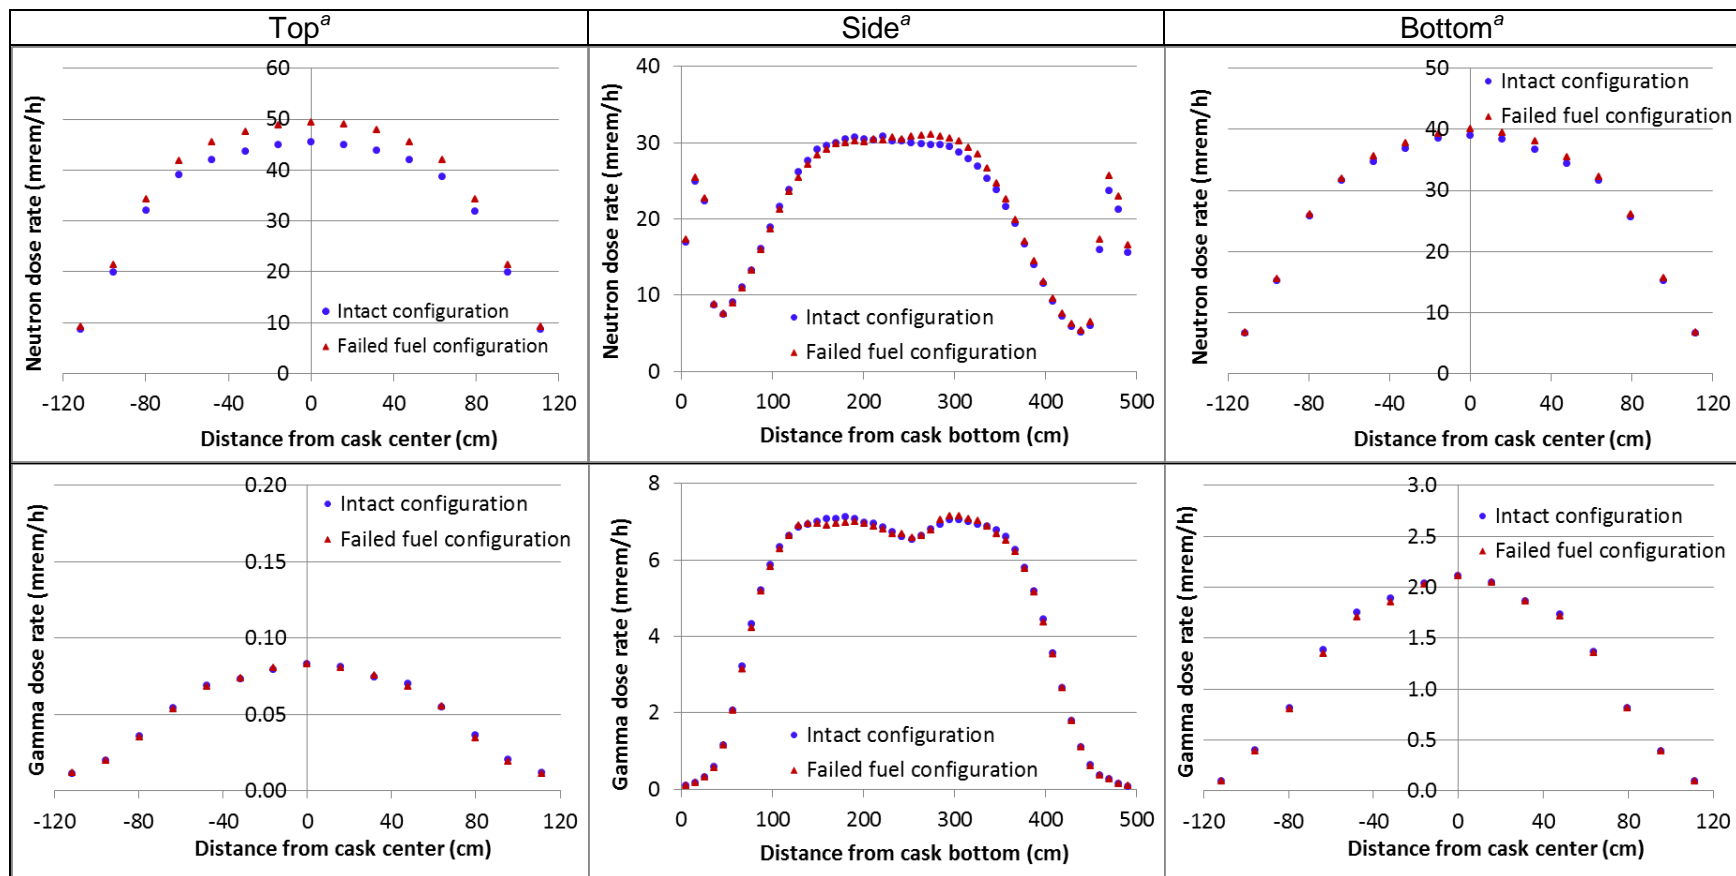 Topᵃ
Sideᵃ
Bottomᵃ
Neutron dose rate (mrem/h)
60
50
40
30
20
10
0
-120 -80 -40 0 40 80 120
Distance from cask center (cm)
Intact configuration
Failed fuel configuration
Neutron dose rate (mrem/h)
40
30
20
10
0
0 100 200 300 400 500
Distance from cask bottom (cm)
Intact configuration
Failed fuel configuration
Neutron dose rate (mrem/h)
50
40
30
20
10
0
-120 -80 -40 0 40 80 120
Distance from cask center (cm)
Intact configuration
Failed fuel configuration
Gamma dose rate (mrem/h)
0.20
0.15
0.10
0.05
0.00
-120 -80 -40 0 40 80 120
Distance from cask center (cm)
Intact configuration
Failed fuel configuration
Gamma dose rate (mrem/h)
8
6
4
2
0
0 100 200 300 400 500
Distance from cask bottom (cm)
Intact configuration
Failed fuel configuration
Gamma dose rate (mrem/h)
3.0
2.5
2.0
1.5
1.0
0.5
0.0
-120 -80 -40 0 40 80 120
Distance from cask center (cm)
Intact configuration
Failed fuel configuration